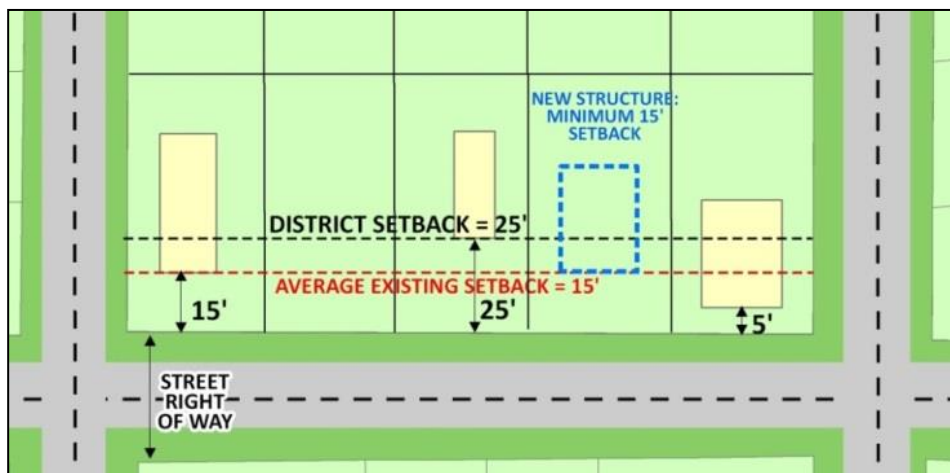 NEW STRUCTURE:
MINIMUM 15'
SETBACK
DISTRICT SETBACK = 25'
AVERAGE EXISTING SETBACK = 15'
15'
25'
5'
STREET
RIGHT
OF WAY